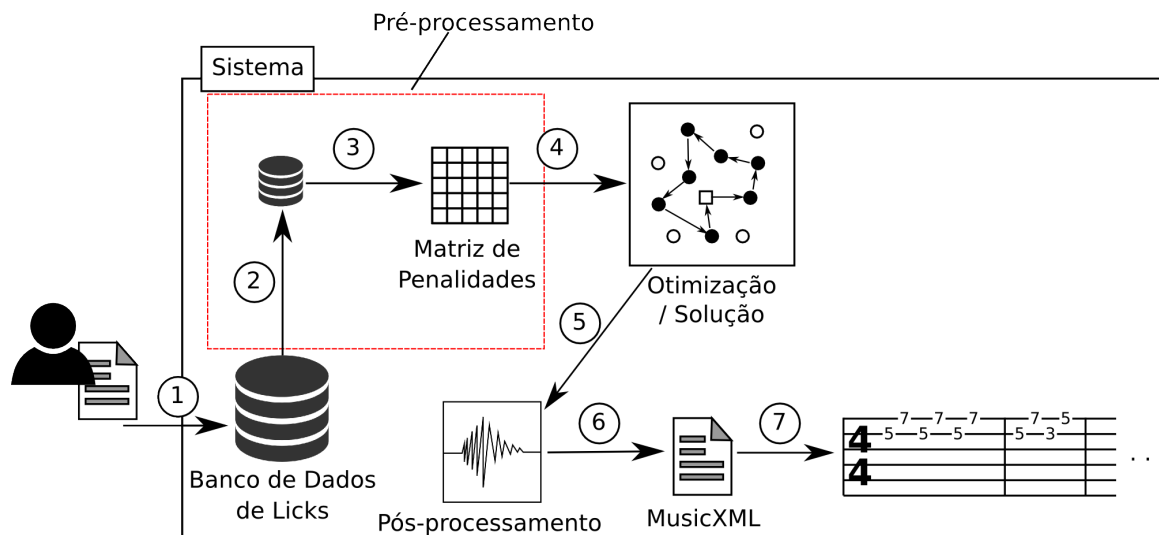 Pré-processamento
Sistema
3
4
2
Matriz de
Penalidades
Otimização
/ Solução
5
1
6
7
Banco de Dados
de Licks
Pós-processamento
MusicXML
7 7 7 7 5
4 5 5 5 5 3
4
. .